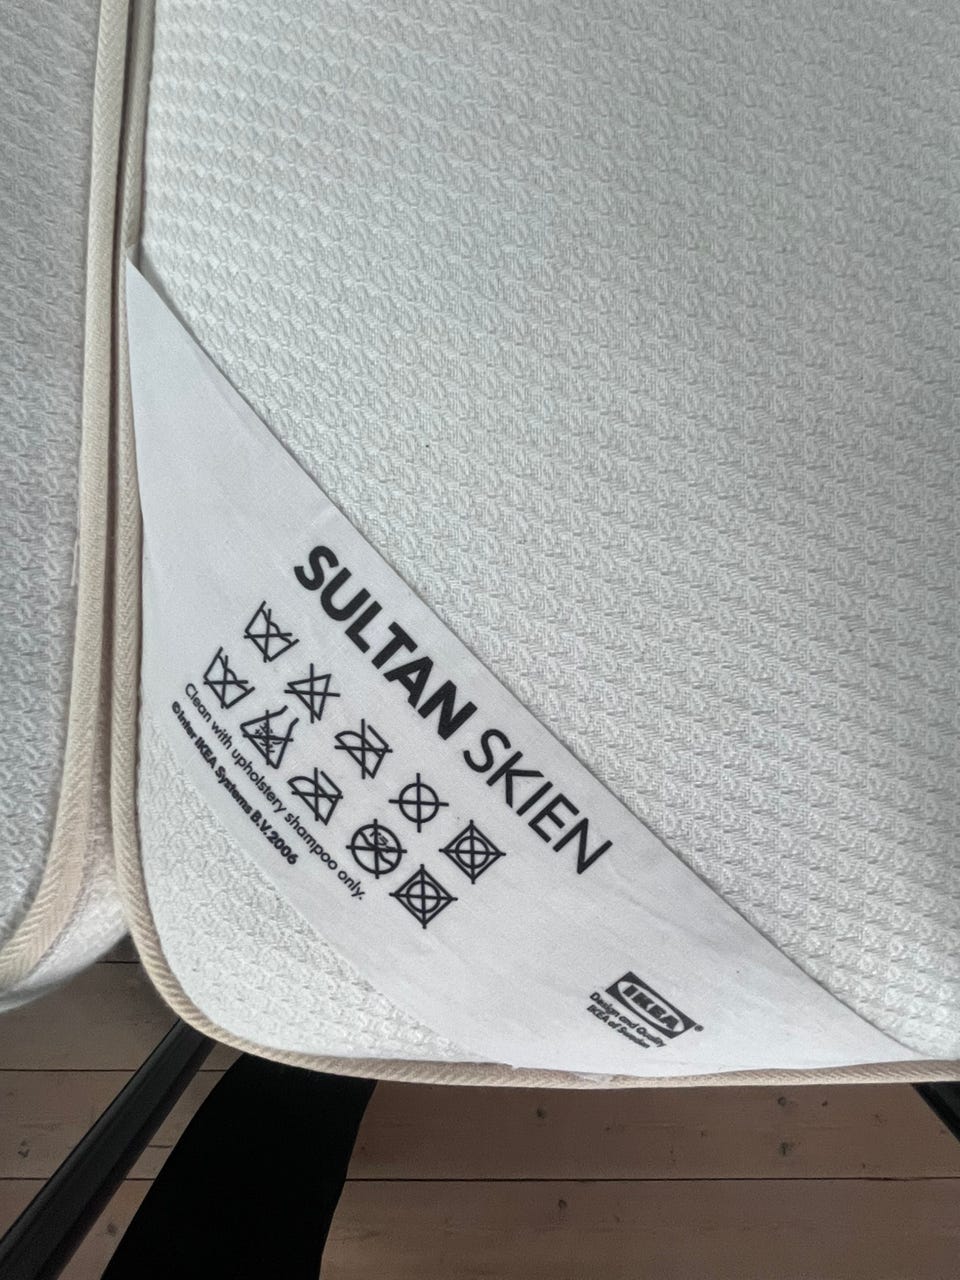 SULTAN SKIEN
Clean with upholstery shampoo only.
©Inter IKEA Systems B.V. 2006
IKEA®
Design and Quality
IKEA of Sweden